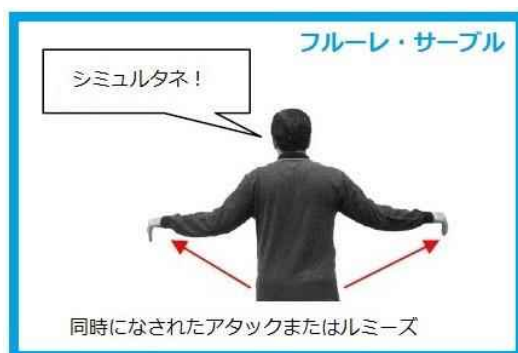 フルーレ・サーブル
シミュルタネ！
同時になされたアタックまたはルミーズ